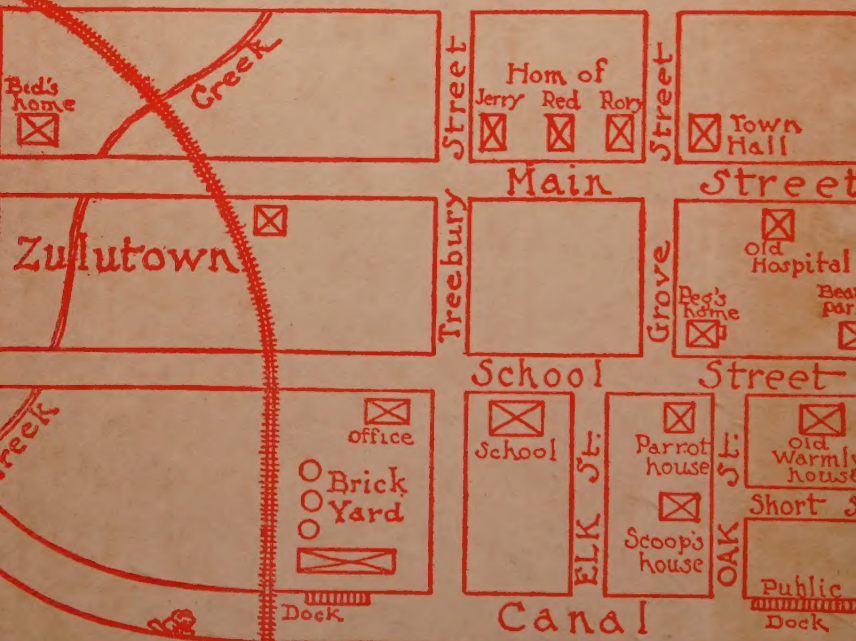 Creek
Bid's
home
Street
Hom of
Jerry Red Rory
Street
Town
Hall
Main Street
Zulutown
Treebury
Grove
Old
Hospital
Peg's
home
School Street
Creek
office
Brick
Yard
School
ELK ST.
Parrot
house
Scoop's
house
OAK ST.
Old
Warmly
house
Short S
Public
Dock
Dock
Canal